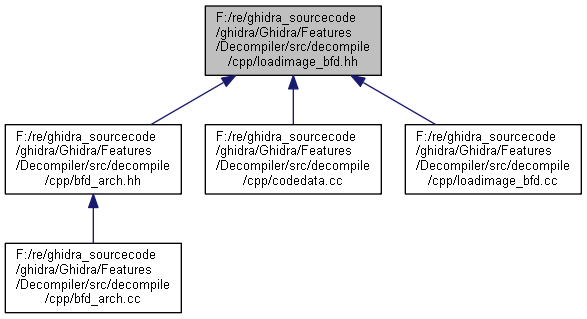 F:/re/ghidra_sourcecode
/ghidra/Ghidra/Features
/Decompiler/src/decompile
/cpp/loadimage_bfd.hh
F:/re/ghidra_sourcecode
/ghidra/Ghidra/Features
/Decompiler/src/decompile
/cpp/bfd_arch.hh
F:/re/ghidra_sourcecode
/ghidra/Ghidra/Features
/Decompiler/src/decompile
/cpp/codedata.cc
F:/re/ghidra_sourcecode
/ghidra/Ghidra/Features
/Decompiler/src/decompile
/cpp/loadimage_bfd.cc
F:/re/ghidra_sourcecode
/ghidra/Ghidra/Features
/Decompiler/src/decompile
/cpp/bfd_arch.cc